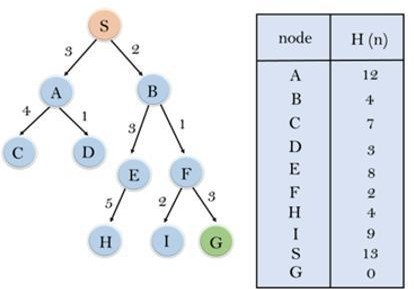 S
3 2
A B
4 1 3 1
C D E F
5 2 3
H I G
node H (n)
A 12
B 4
C 7
D 3
E 8
F 2
H 4
I 9
S 13
G 0